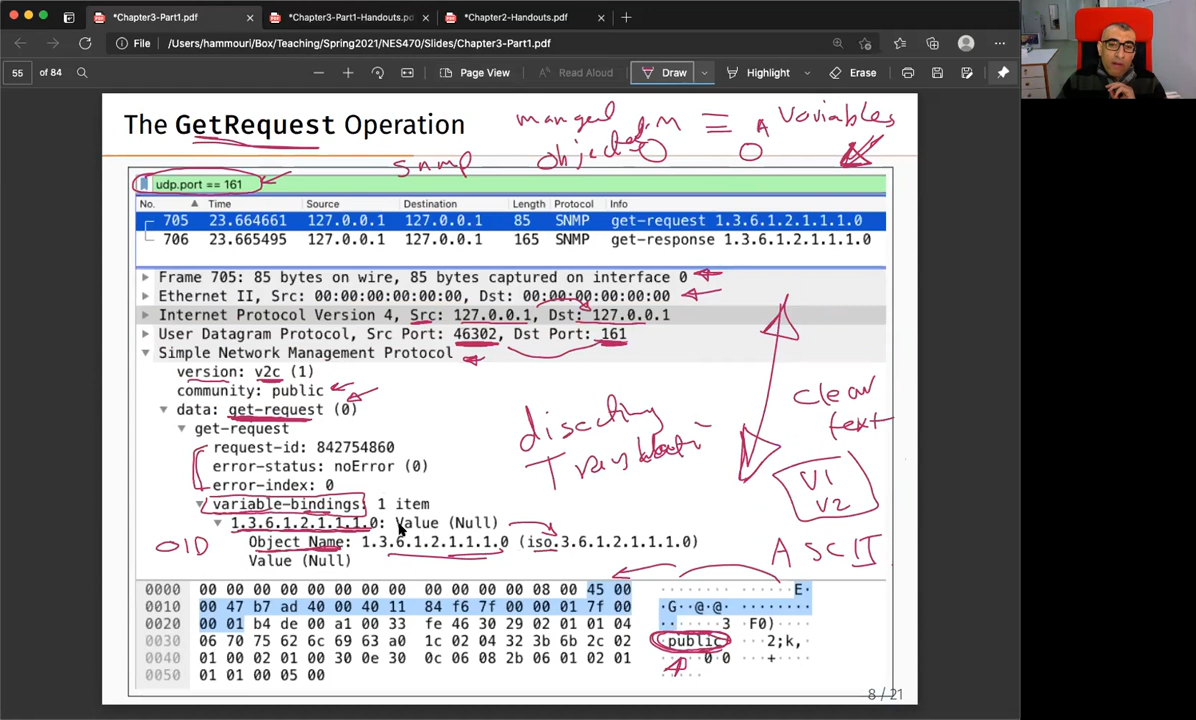 *Chapter3-Part1.pdf
*Chapter3-Part1-Handouts.pd
*Chapter2-Handouts.pdf
File
/Users/hammouri/Box/Teaching/Spring2021/NES470/Slides/Chapter3-Part1.pdf
55 of 84
Page View
Read Aloud
Draw
Highlight
Erase
The GetRequest Operation
managed
objected
≡
Variables
snmp
udp.port == 161
No. Time Source Destination Length Protocol Info
705 23.664661 127.0.0.1 127.0.0.1 85 SNMP get-request 1.3.6.1.2.1.1.1.0
706 23.665495 127.0.0.1 127.0.0.1 165 SNMP get-response 1.3.6.1.2.1.1.1.0
Frame 705: 85 bytes on wire, 85 bytes captured on interface 0
Ethernet II, Src: 00:00:00:00:00:00, Dst: 00:00:00:00:00:00
Internet Protocol Version 4, Src: 127.0.0.1, Dst: 127.0.0.1
User Datagram Protocol, Src Port: 46302, Dst Port: 161
Simple Network Management Protocol
version: v2c (1)
community: public
data: get-request (0)
get-request
request-id: 842754860
error-status: noError (0)
error-index: 0
variable-bindings: 1 item
1.3.6.1.2.1.1.1.0: Value (Null)
Object Name: 1.3.6.1.2.1.1.1.0 (iso.3.6.1.2.1.1.1.0)
Value (Null)
disecting
clear
text
V1
V2
OID
ASCII
0000 00 00 00 00 00 00 00 00 00 00 00 00 08 00 45 00 ··············E·
0010 00 47 b7 ad 40 00 40 11 84 f6 7f 00 00 01 7f 00 ·G··@·@·········
0020 00 01 b4 de 00 a1 00 33 fe 46 30 29 02 01 01 04 ·······3 ·F0)····
0030 06 70 75 62 6c 69 63 a0 1c 02 04 32 3b 6b 2c 02 ·public· ···2;k,·
0040 01 00 02 01 00 30 0e 30 0c 06 08 2b 06 01 02 01 ·····0·0 ···+····
0050 01 01 00 05 00 ·····
8 / 21